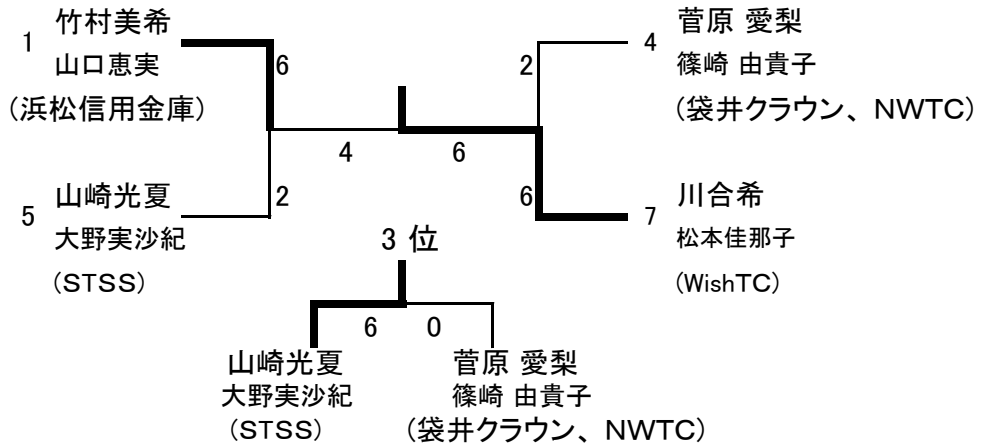 1 竹村美希
山口恵実
(浜松信用金庫)
6
2
4 菅原 愛梨
篠崎 由貴子
(袋井クラウン、NWTC)
4
6
5 山崎光夏
大野実沙紀
(STSS)
2
6
7 川合希
松本佳那子
(WishTC)
3 位
6 0
山崎光夏
大野実沙紀
(STSS)
菅原 愛梨
篠崎 由貴子
(袋井クラウン、NWTC)